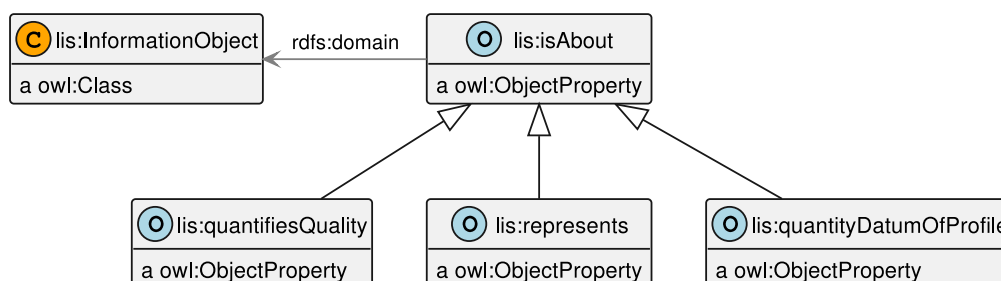 C lis:InformationObject
a owl:Class
rdfs:domain
O lis:isAbout
a owl:ObjectProperty
O lis:quantifiesQuality
a owl:ObjectProperty
O lis:represents
a owl:ObjectProperty
O lis:quantityDatumOfProfile
a owl:ObjectProperty